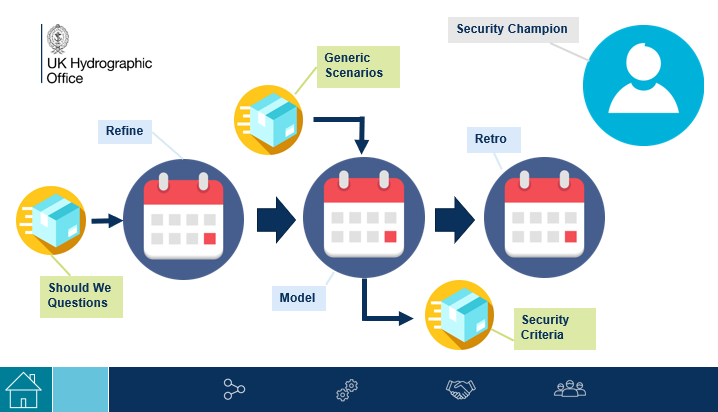 UK Hydrographic
Office
Security Champion
Generic
Scenarios
Refine
Retro
Should We
Questions
Model
Security
Criteria